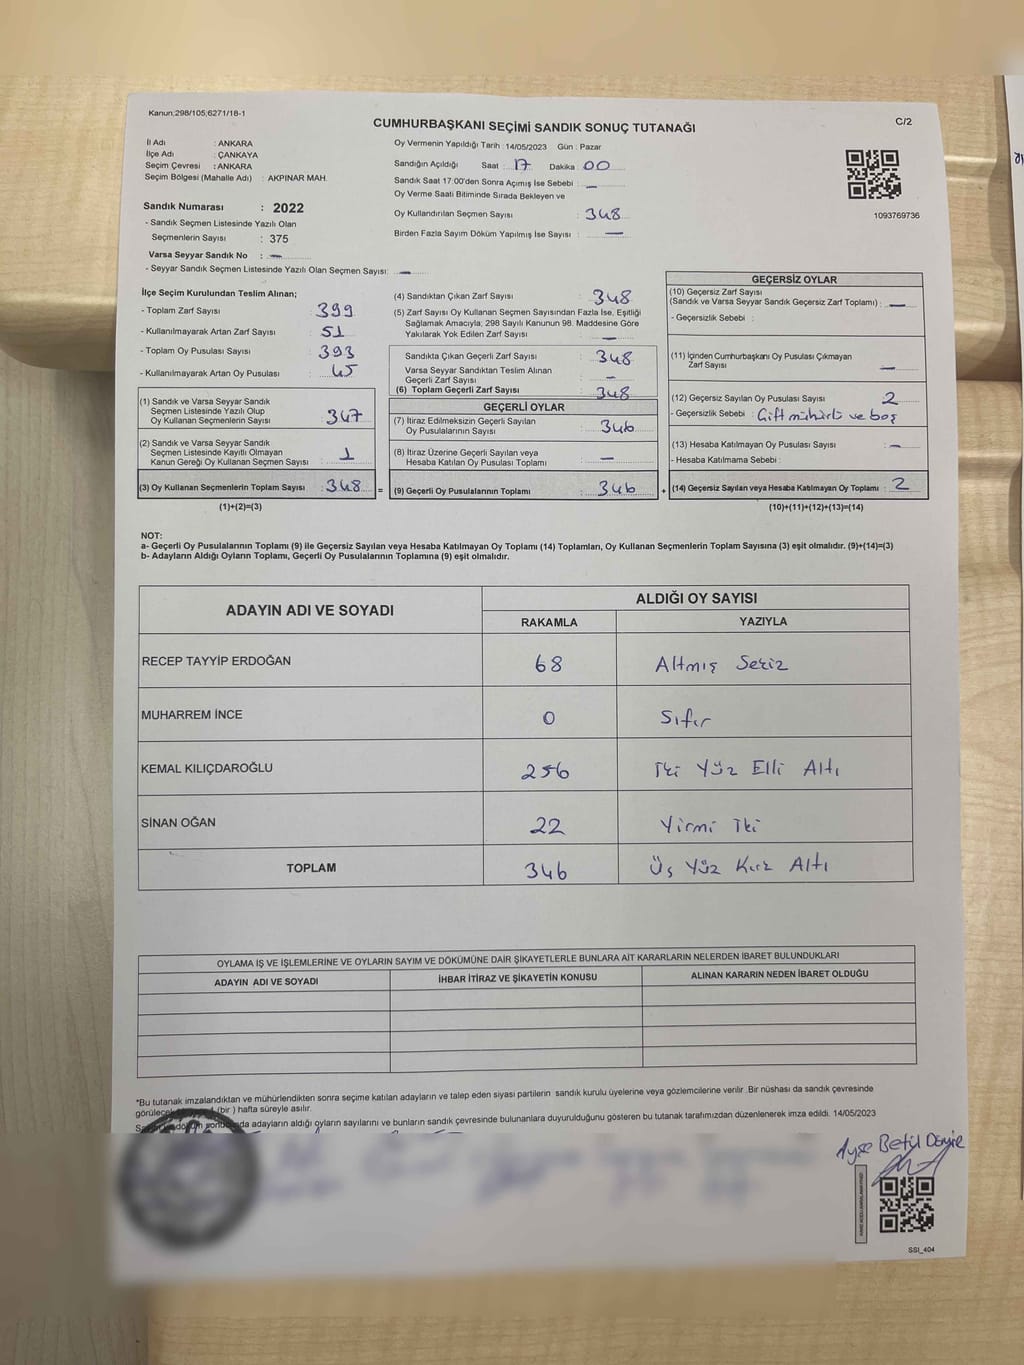 Kanun;298/105;6271/18-1
CUMHURBAŞKANI SEÇİMİ SANDIK SONUÇ TUTANAĞI
C/2
İl Adı : ANKARA
İlçe Adı : ÇANKAYA
Seçim Çevresi : ANKARA
Seçim Bölgesi (Mahalle Adı) : AKPINAR MAH.
Sandık Numarası : 2022
- Sandık Seçmen Listesinde Yazılı Olan
Seçmenlerin Sayısı : 375
Varsa Seyyar Sandık No : —
- Seyyar Sandık Seçmen Listesinde Yazılı Olan Seçmen Sayısı: —
Oy Vermenin Yapıldığı Tarih : 14/05/2023 Gün : Pazar
Sandığın Açıldığı Saat : 17 Dakika : 00
Sandık Saat 17:00'den Sonra Açımış İse Sebebi : —
Oy Verme Saati Bitiminde Sırada Bekleyen ve
Oy Kullandırılan Seçmen Sayısı : 348
Birden Fazla Sayım Döküm Yapılmış İse Sayısı : —
1093769736
İlçe Seçim Kurulundan Teslim Alınan;
- Toplam Zarf Sayısı : 399
- Kullanılmayarak Artan Zarf Sayısı : 51
- Toplam Oy Pusulası Sayısı : 393
- Kullanılmayarak Artan Oy Pusulası : 45
(1) Sandık ve Varsa Seyyar Sandık
Seçmen Listesinde Yazılı Olup
Oy Kullanan Seçmenlerin Sayısı : 347
(2) Sandık ve Varsa Seyyar Sandık
Seçmen Listesinde Kayıtlı Olmayan
Kanun Gereği Oy Kullanan Seçmen Sayısı : 1
(3) Oy Kullanan Seçmenlerin Toplam Sayısı : 348 =
(1)+(2)=(3)
(4) Sandıktan Çıkan Zarf Sayısı : 348
(5) Zarf Sayısı Oy Kullanan Seçmen Sayısından Fazla İse, Eşitliği
Sağlamak Amacıyla, 298 Sayılı Kanunun 98. Maddesine Göre
Yakılarak Yok Edilen Zarf Sayısı : —
Sandıkta Çıkan Geçerli Zarf Sayısı : 348
Varsa Seyyar Sandıktan Teslim Alınan
Geçerli Zarf Sayısı : —
(6) Toplam Geçerli Zarf Sayısı : 348
GEÇERLİ OYLAR
(7) İtiraz Edilmeksizin Geçerli Sayılan
Oy Pusulalarının Sayısı : 346
(8) İtiraz Üzerine Geçerli Sayılan veya
Hesaba Katılan Oy Pusulası Toplamı : —
(9) Geçerli Oy Pusulalarının Toplamı : 346 +
GEÇERSİZ OYLAR
(10) Geçersiz Zarf Sayısı
(Sandık ve Varsa Seyyar Sandık Geçersiz Zarf Toplamı) : —
- Geçersizlik Sebebi :
(11) İçinden Cumhurbaşkanı Oy Pusulası Çıkmayan
Zarf Sayısı : —
(12) Geçersiz Sayılan Oy Pusulası Sayısı : 2
- Geçersizlik Sebebi : Çift mühürlü ve boş
(13) Hesaba Katılmayan Oy Pusulası Sayısı : —
- Hesaba Katılmama Sebebi :
(14) Geçersiz Sayılan veya Hesaba Katılmayan Oy Toplamı : 2
(10)+(11)+(12)+(13)=(14)
NOT:
a- Geçerli Oy Pusulalarının Toplamı (9) ile Geçersiz Sayılan veya Hesaba Katılmayan Oy Toplamı (14) Toplamları, Oy Kullanan Seçmenlerin Toplam Sayısına (3) eşit olmalıdır. (9)+(14)=(3)
b- Adayların Aldığı Oyların Toplamı, Geçerli Oy Pusulalarının Toplamına (9) eşit olmalıdır.
ADAYIN ADI VE SOYADI
ALDIĞI OY SAYISI
RAKAMLA YAZIYLA
RECEP TAYYİP ERDOĞAN 68 Altmış Sekiz
MUHARREM İNCE 0 Sıfır
KEMAL KILIÇDAROĞLU 256 İki Yüz Elli Altı
SİNAN OĞAN 22 Yirmi İki
TOPLAM 346 Üç Yüz Kırk Altı
OYLAMA İŞ VE İŞLEMLERİNE VE OYLARIN SAYIM VE DÖKÜMÜNE DAİR ŞİKAYETLERLE BUNLARA AİT KARARLARIN NELERDEN İBARET BULUNDUKLARI
ADAYIN ADI VE SOYADI İHBAR İTİRAZ VE ŞİKAYETİN KONUSU ALINAN KARARIN NEDEN İBARET OLDUĞU
*Bu tutanak imzalandıktan ve mühürlendikten sonra seçime katılan adayların ve talep eden siyasi partilerin sandık kurulu üyelerine veya gözlemcilerine verilir. Bir nüshası da sandık çevresinde
(bir ) hafta süreyle asılır.
adayların aldığı oyların sayılarını ve bunların sandık çevresinde bulunanlara duyurulduğunu gösteren bu tutanak tarafımızdan düzenlenerek imza edildi. 14/05/2023
Ayşe Betül
SSI_404